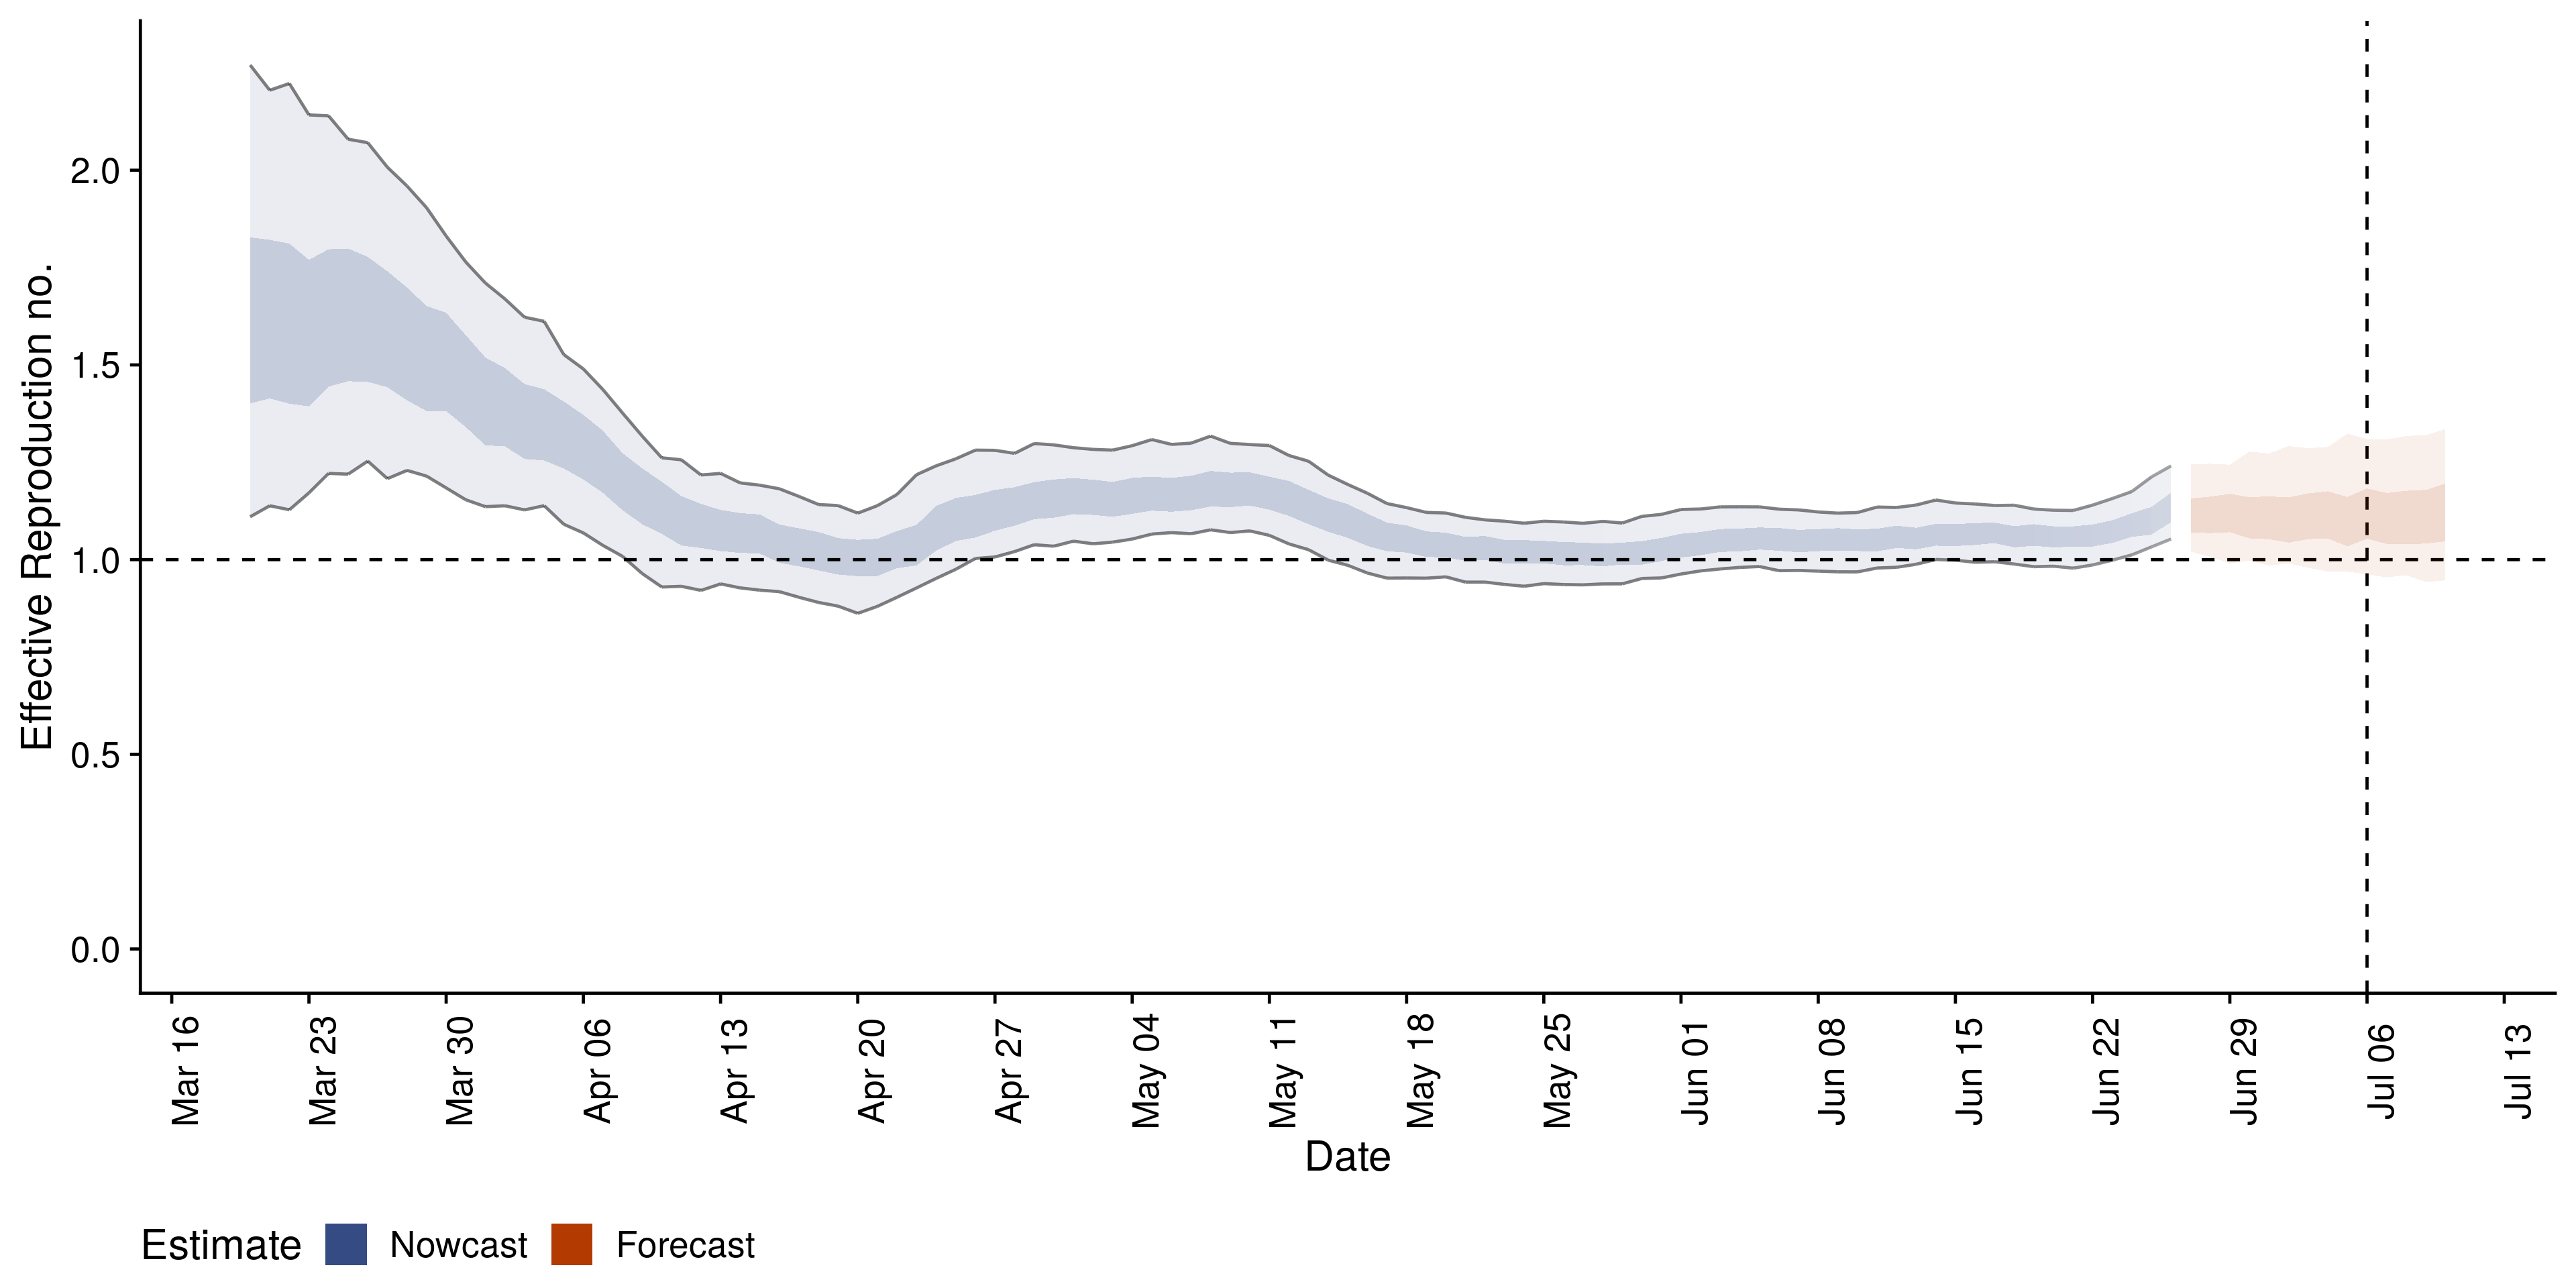 Effective Reproduction no.
2.0
1.5
1.0
0.5
0.0
Mar 16
Mar 23
Mar 30
Apr 06
Apr 13
Apr 20
Apr 27
May 04
May 11
May 18
May 25
Jun 01
Jun 08
Jun 15
Jun 22
Jun 29
Jul 06
Jul 13
Date
Estimate Nowcast Forecast